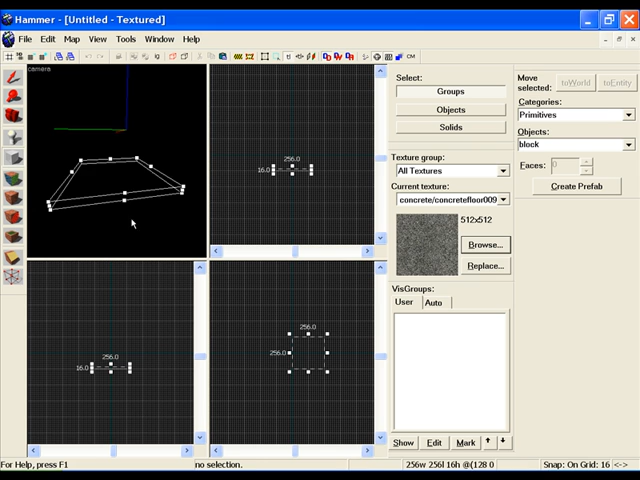 Hammer - [Untitled - Textured]
File Edit Map View Tools Window Help
CM
camera
256.0
16.0
256.0
16.0
256.0
256.0
Select:
Groups
Objects
Solids
Texture group:
All Textures
Current texture:
concrete/concretefloor009
512x512
Browse...
Replace...
VisGroups:
User Auto
Show Edit Mark
Move
selected:
toWorld toEntity
Categories:
Primitives
Objects:
block
Faces: 0
Create Prefab
For Help, press F1
no selection.
256w 256l 16h @(128 0
Snap: On Grid: 16 <->